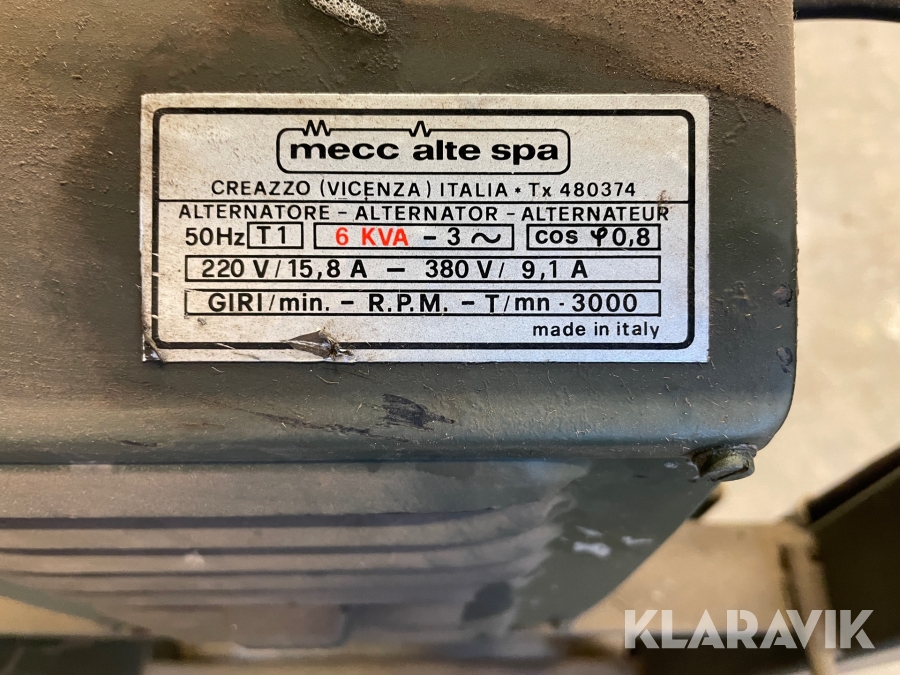 mecc alte spa
CREAZZO (VICENZA) ITALIA • Tx 480374
ALTERNATORE - ALTERNATOR - ALTERNATEUR
50Hz T1 6 KVA - 3 ~ cos φ 0,8
220 V / 15,8 A — 380 V / 9,1 A
GIRI/min. - R.P.M. - T/mn - 3000
made in italy
KLARAVIK